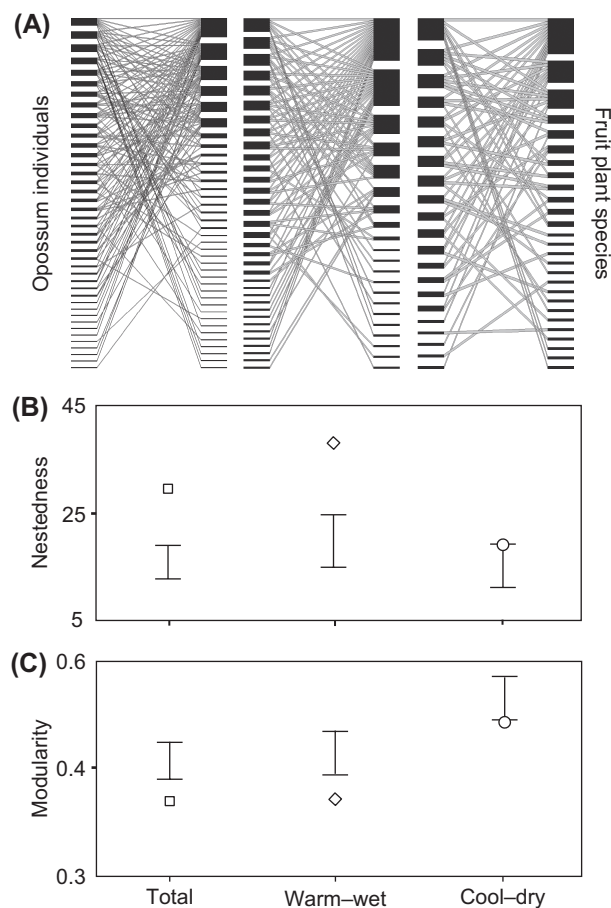 (A)
Opossum individuals
Fruit plant species
(B)
45
25
5
Nestedness
(C)
0.6
0.4
0.3
Modularity
Total Warm–wet Cool–dry